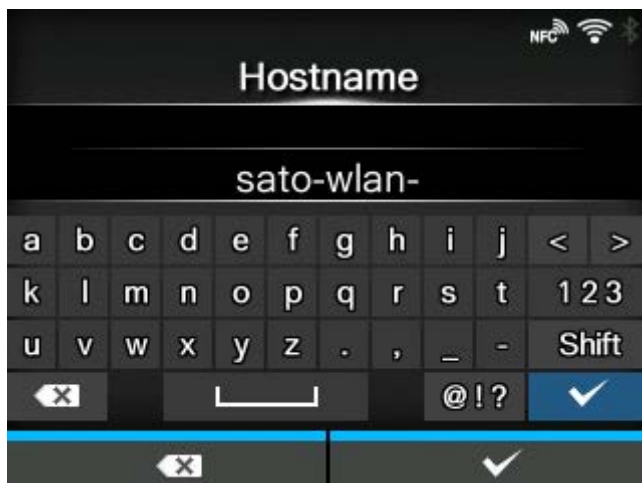 NFC
Hostname
sato-wlan-
a b c d e f g h i j < >
k l m n o p q r s t 123
u v w x y z . , _ - Shift
@!?